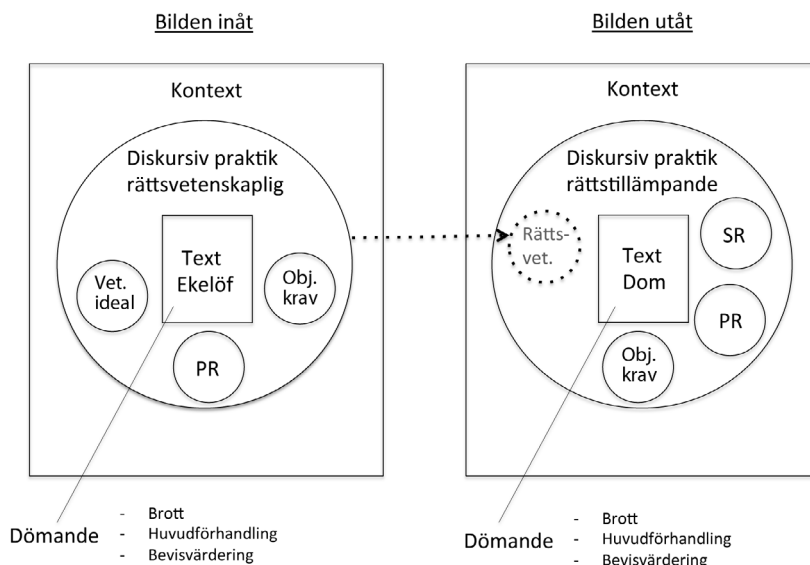 Bilden inåt
Kontext
Diskursiv praktik
rättsvetenskaplig
Text
Ekelöf
Vet.
ideal
Obj.
krav
PR
Dömande
- Brott
- Huvudförhandling
- Bevisvärdering
Bilden utåt
Kontext
Diskursiv praktik
rättstillämpande
Rätts-
vet.
Text
Dom
SR
PR
Obj.
krav
Dömande
- Brott
- Huvudförhandling
- Bevisvärdering